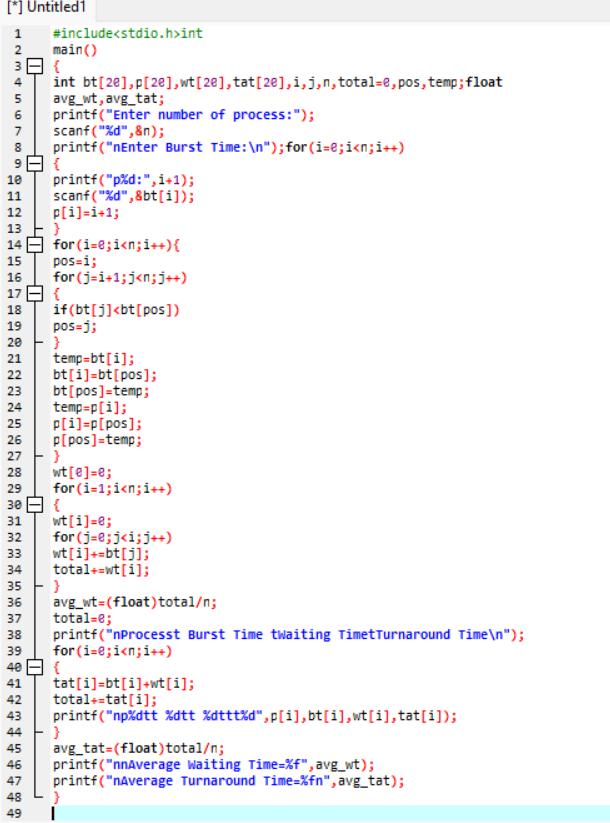 [*] Untitled1
1 #include<stdio.h>int
2 main()
3 {
4 int bt[20],p[20],wt[20],tat[20],i,j,n,total=0,pos,temp;float
5 avg_wt,avg_tat;
6 printf("Enter number of process:");
7 scanf("%d",&n);
8 printf("nEnter Burst Time:\n");for(i=0;i<n;i++)
9 {
10 printf("p%d:",i+1);
11 scanf("%d",&bt[i]);
12 p[i]=i+1;
13 }
14 for(i=0;i<n;i++){
15 pos=i;
16 for(j=i+1;j<n;j++)
17 {
18 if(bt[j]<bt[pos])
19 pos=j;
20 }
21 temp=bt[i];
22 bt[i]=bt[pos];
23 bt[pos]=temp;
24 temp=p[i];
25 p[i]=p[pos];
26 p[pos]=temp;
27 }
28 wt[0]=0;
29 for(i=1;i<n;i++)
30 {
31 wt[i]=0;
32 for(j=0;j<i;j++)
33 wt[i]+=bt[j];
34 total+=wt[i];
35 }
36 avg_wt=(float)total/n;
37 total=0;
38 printf("nProcesst Burst Time tWaiting TimetTurnaround Time\n");
39 for(i=0;i<n;i++)
40 {
41 tat[i]=bt[i]+wt[i];
42 total+=tat[i];
43 printf("np%dtt %dtt %dttt%d",p[i],bt[i],wt[i],tat[i]);
44 }
45 avg_tat=(float)total/n;
46 printf("nnAverage Waiting Time=%f",avg_wt);
47 printf("nAverage Turnaround Time=%fn",avg_tat);
48 }
49